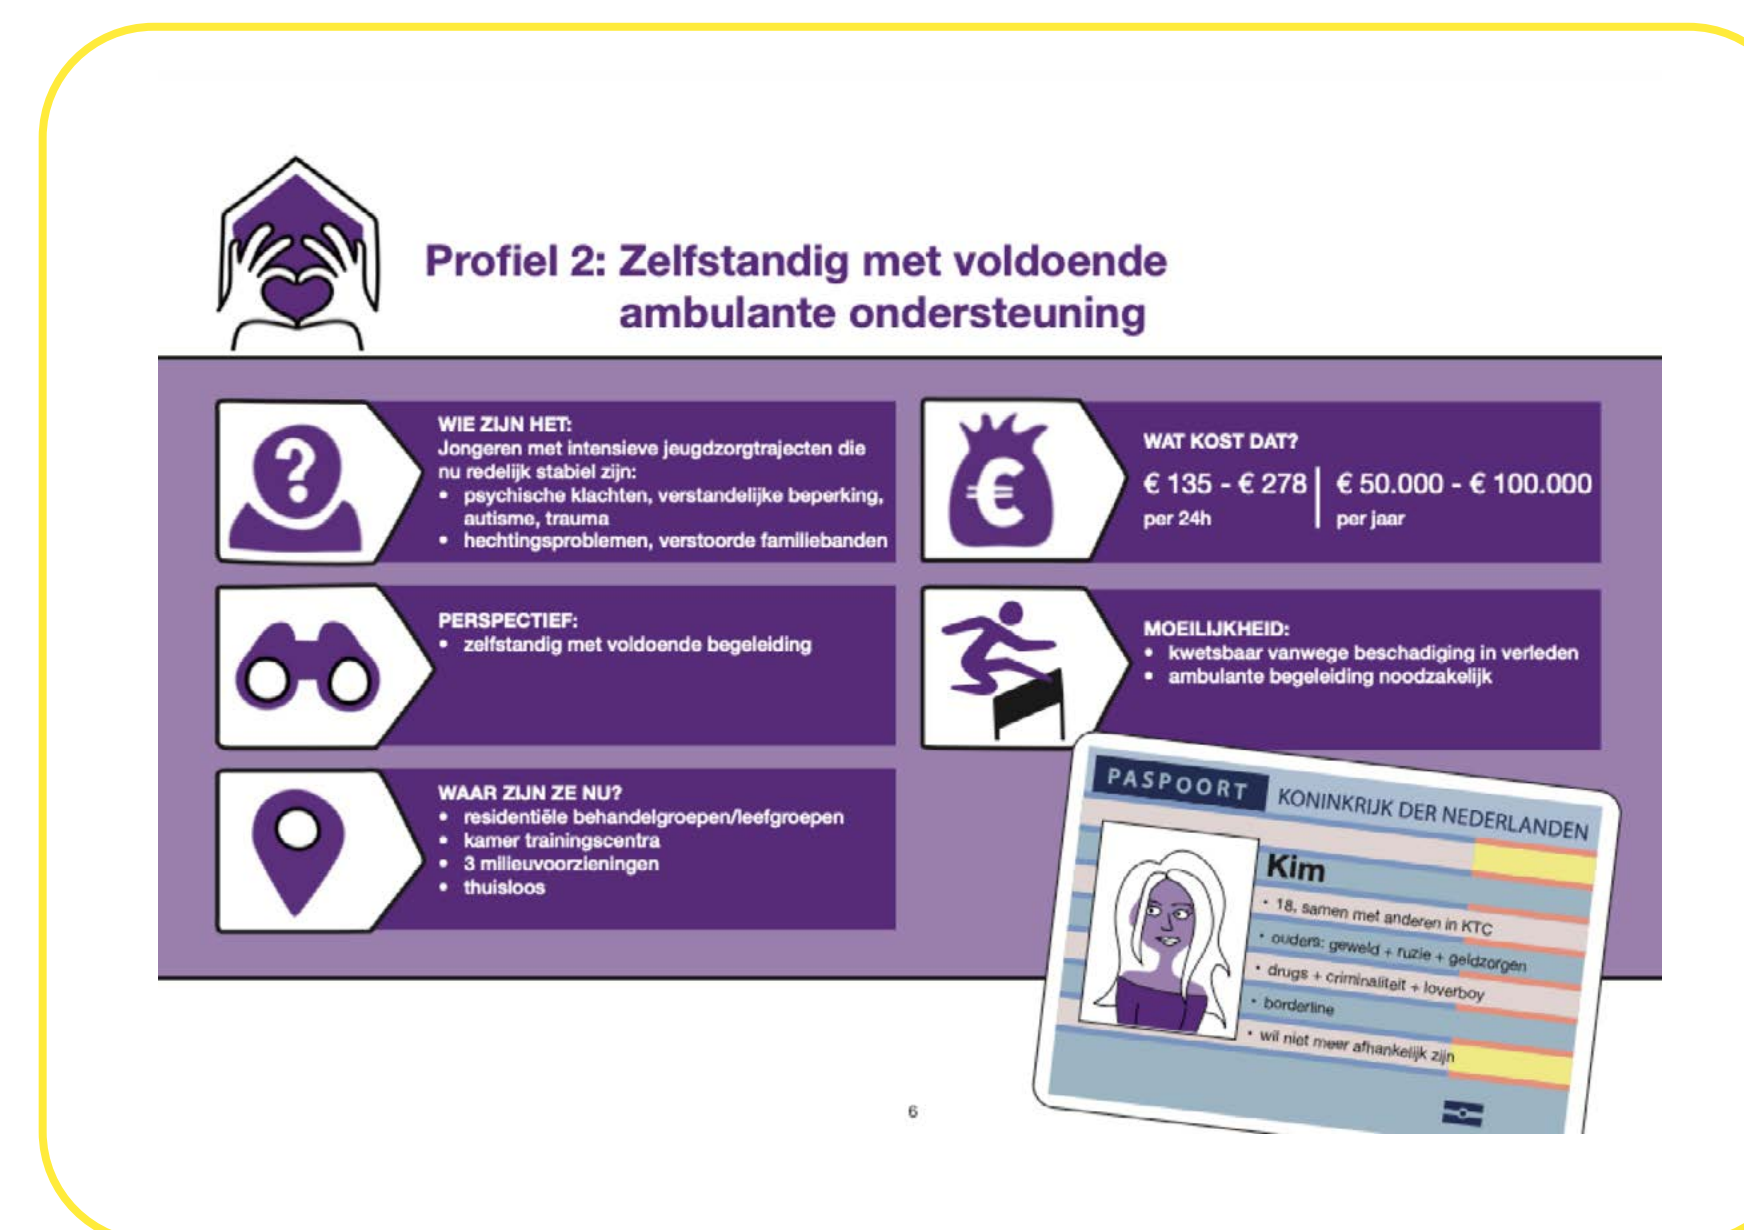 Profiel 2: Zelfstandig met voldoende
ambulante ondersteuning
?
WIE ZIJN HET:
Jongeren met intensieve jeugdzorgtrajecten die
nu redelijk stabiel zijn:
• psychische klachten, verstandelijke beperking,
autisme, trauma
• hechtingsproblemen, verstoorde familiebanden
PERSPECTIEF:
• zelfstandig met voldoende begeleiding
WAAR ZIJN ZE NU?
• residentiële behandelgroepen/leefgroepen
• kamer trainingscentra
• 3 milieuvoorzieningen
• thuisloos
€
WAT KOST DAT?
€ 135 - € 278 | € 50.000 - € 100.000
per 24h per jaar
MOEILIJKHEID:
• kwetsbaar vanwege beschadiging in verleden
• ambulante begeleiding noodzakelijk
PASPOORT KONINKRIJK DER NEDERLANDEN
Kim
• 18, samen met anderen in KTC
• ouders: geweld + ruzie + geldzorgen
• drugs + criminaliteit + loverboy
• borderline
• wil niet meer afhankelijk zijn
6